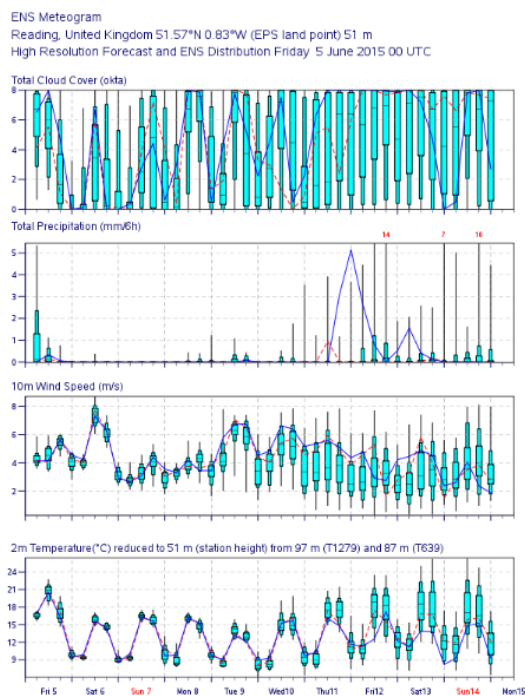 ENS Meteogram
Reading, United Kingdom 51.57°N 0.83°W (EPS land point) 51 m
High Resolution Forecast and ENS Distribution Friday 5 June 2015 00 UTC
Total Cloud Cover (okta)
8
6
4
2
0
Total Precipitation (mm/6h)
14 7 18
5
4
3
2
1
0
10m Wind Speed (m/s)
8
6
4
2
2m Temperature(°C) reduced to 51 m (station height) from 97 m (T1279) and 87 m (T639)
24
21
18
15
12
9
Fri 5 Sat 6 Sun 7 Mon 8 Tue 9 Wed10 Thu11 Fri12 Sat13 Sun14 Mon15